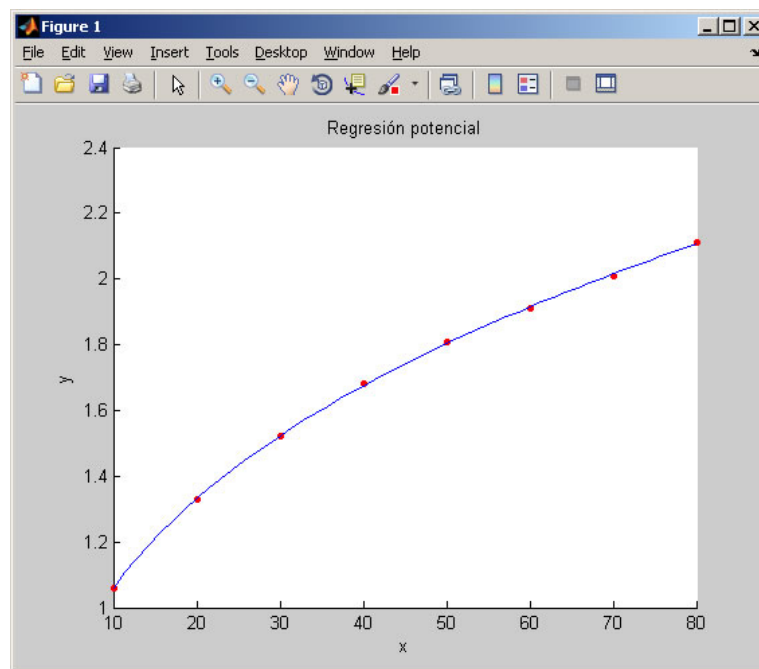 Figure 1
File Edit View Insert Tools Desktop Window Help
Regresión potencial
2.4
2.2
2
1.8
1.6
1.4
1.2
1
y
10 20 30 40 50 60 70 80
x